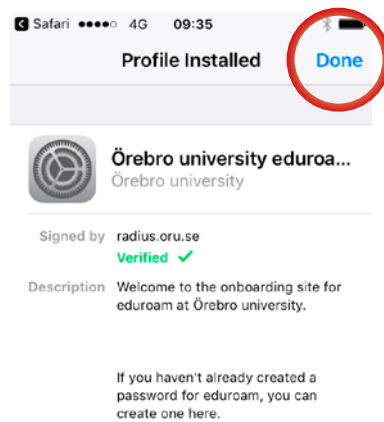 Safari 4G 09:35
Profile Installed Done
Örebro university eduroa...
Örebro university
Signed by radius.oru.se
Verified
Description Welcome to the onboarding site for
eduroam at Örebro university.
If you haven't already created a
password for eduroam, you can
create one here.